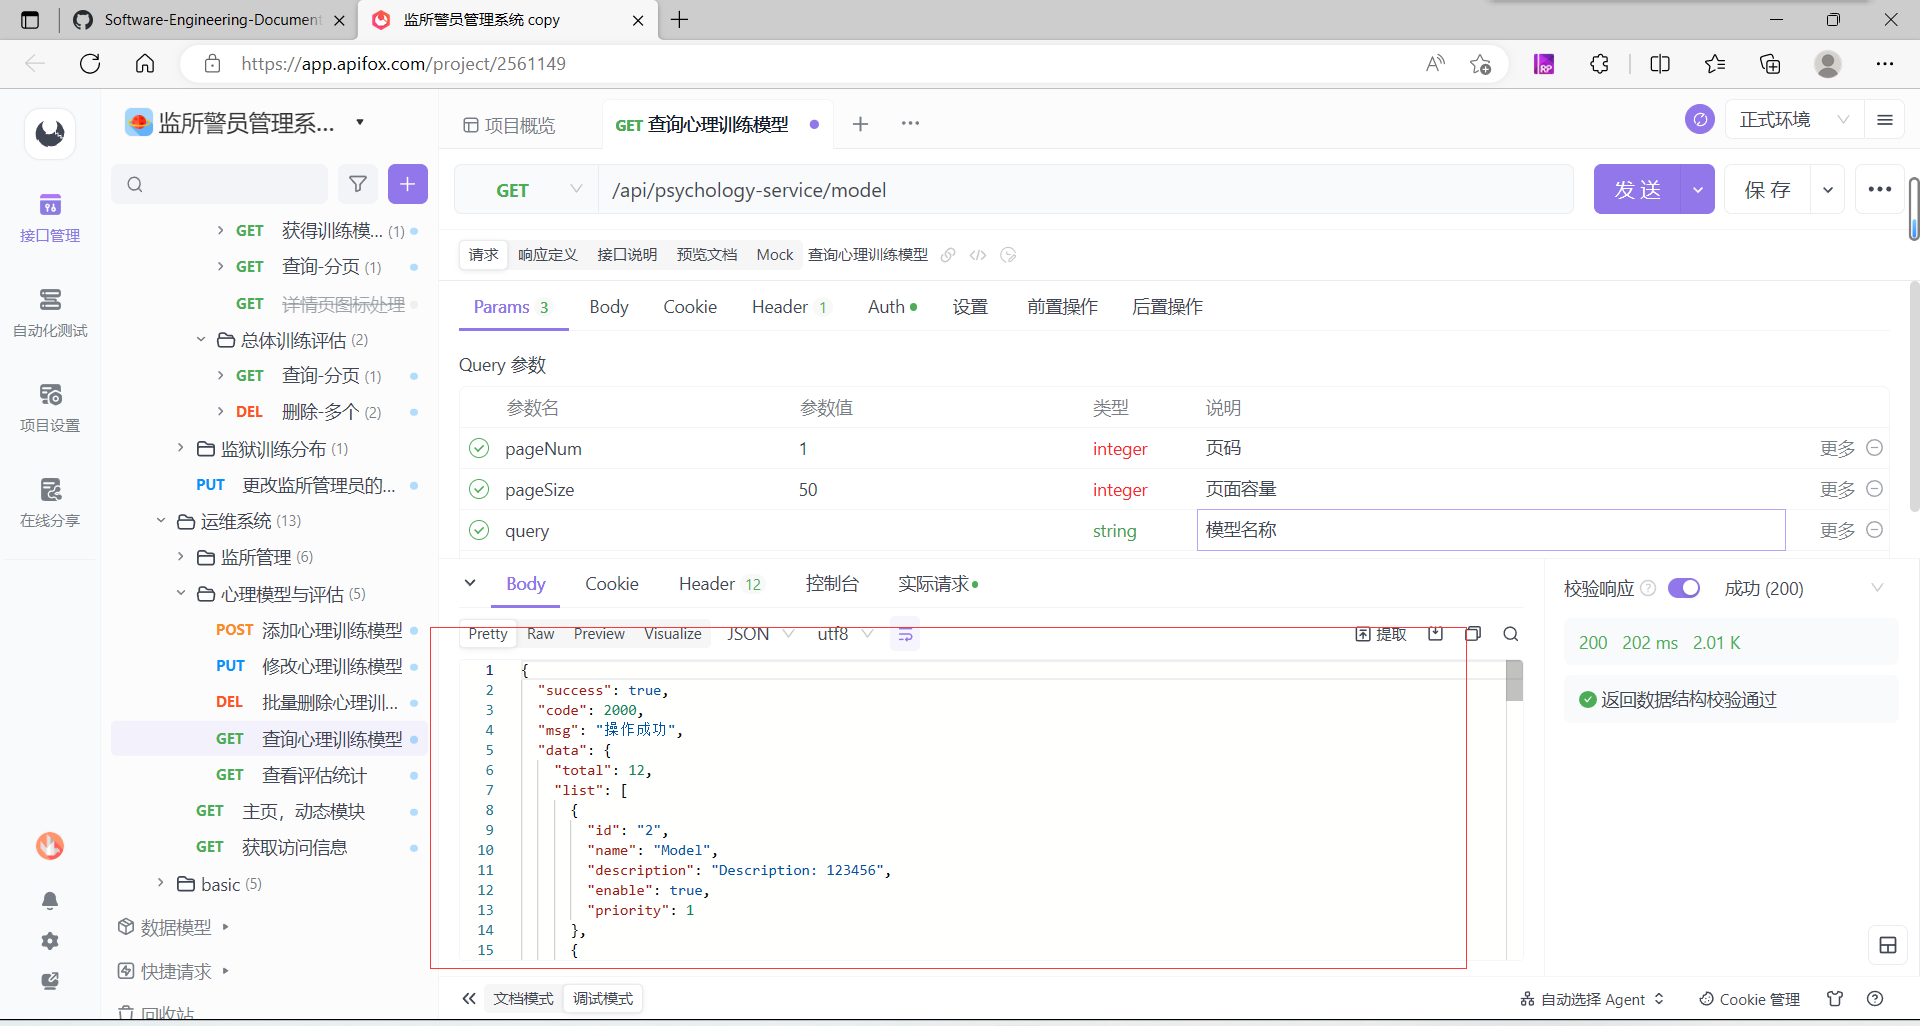 Software-Engineering-Document
监所警员管理系统 copy
https://app.apifox.com/project/2561149
监所警员管理系...
项目概览
GET 查询心理训练模型
正式环境
GET
/api/psychology-service/model
发 送
保 存
接口管理
自动化测试
项目设置
在线分享
GET 获得训练模... (1)
GET 查询-分页 (1)
GET 详情页图标处理
总体训练评估 (2)
GET 查询-分页 (1)
DEL 删除-多个 (2)
监狱训练分布 (1)
PUT 更改监所管理员的...
运维系统 (13)
监所管理 (6)
心理模型与评估 (5)
POST 添加心理训练模型
PUT 修改心理训练模型
DEL 批量删除心理训...
GET 查询心理训练模型
GET 查看评估统计
GET 主页，动态模块
GET 获取访问信息
basic (5)
数据模型
快捷请求
回收站
请求 响应定义 接口说明 预览文档 Mock 查询心理训练模型
Params 3 Body Cookie Header 1 Auth 设置 前置操作 后置操作
Query 参数
参数名 参数值 类型 说明
pageNum 1 integer 页码 更多
pageSize 50 integer 页面容量 更多
query string 模型名称 更多
Body Cookie Header 12 控制台 实际请求
Pretty Raw Preview Visualize JSON utf8 提取
1 {
2 "success": true,
3 "code": 2000,
4 "msg": "操作成功",
5 "data": {
6 "total": 12,
7 "list": [
8 {
9 "id": "2",
10 "name": "Model",
11 "description": "Description: 123456",
12 "enable": true,
13 "priority": 1
14 },
15 {
校验响应 成功 (200)
200 202 ms 2.01 K
返回数据结构校验通过
文档模式 调试模式
自动选择 Agent
Cookie 管理